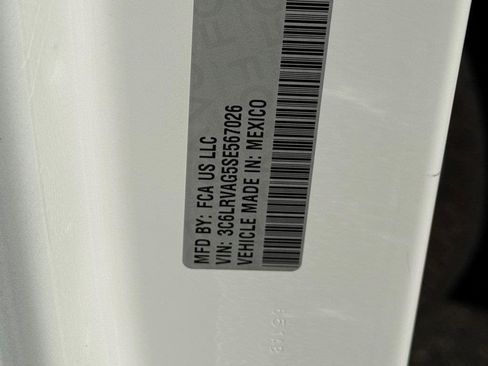 MFD BY: FCA US LLC
VIN: 3C6LRVAG5SE567026
VEHICLE MADE IN: MEXICO